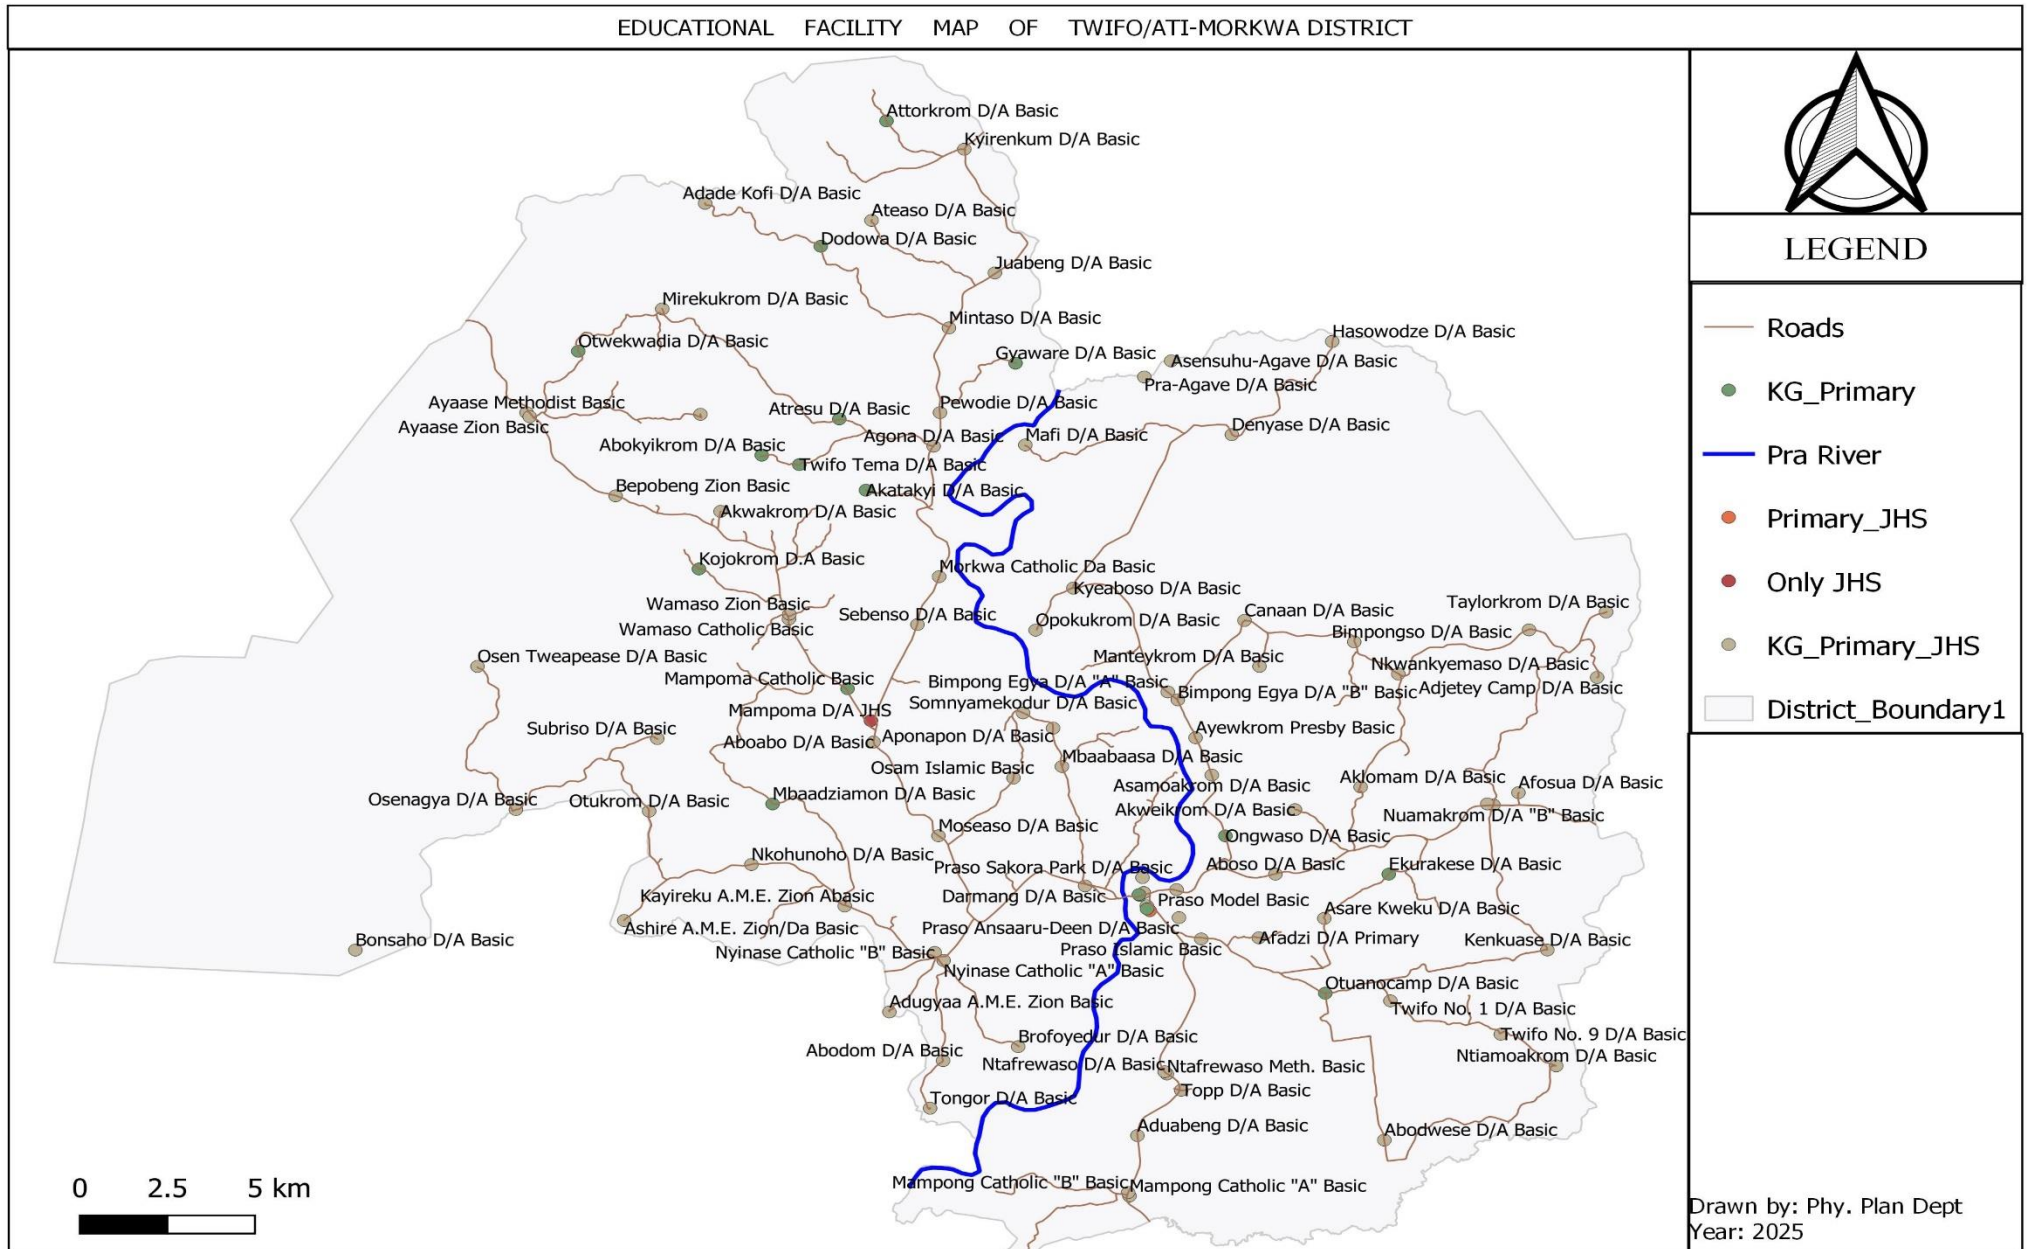 EDUCATIONAL FACILITY MAP OF TWIFO/ATI-MORKWA DISTRICT
Attorkrom D/A Basic
Kyirenkum D/A Basic
Adade Kofi D/A Basic
Ateaso D/A Basic
Dodowa D/A Basic
Juabeng D/A Basic
Mirekukrom D/A Basic
Mintaso D/A Basic
Hasowodze D/A Basic
Otwekwadia D/A Basic
Gyaware D/A Basic
Asensuhu-Agave D/A Basic
Pra-Agave D/A Basic
Ayaase Methodist Basic
Atresu D/A Basic
Pewodie D/A Basic
Ayaase Zion Basic
Agona D/A Basic
Mafi D/A Basic
Denyase D/A Basic
Abokyikrom D/A Basic
Twifo Tema D/A Basic
Bepobeng Zion Basic
Akatakyi D/A Basic
Akwakrom D/A Basic
Kojokrom D.A Basic
Morkwa Catholic Da Basic
Kyeaboso D/A Basic
Wamaso Zion Basic
Sebenso D/A Basic
Opokukrom D/A Basic
Canaan D/A Basic
Taylorkrom D/A Basic
Wamaso Catholic Basic
Bimpongso D/A Basic
Osen Tweapease D/A Basic
Manteykrom D/A Basic
Nkwankyemaso D/A Basic
Mampoma Catholic Basic
Bimpong Egya D/A "A" Basic
Bimpong Egya D/A "B" Basic
Adjetey Camp D/A Basic
Somnyamekodur D/A Basic
Mampoma D/A JHS
Subriso D/A Basic
Aboabo D/A Basic
Aponapon D/A Basic
Ayewkrom Presby Basic
Mbaabaasa D/A Basic
Osam Islamic Basic
Asamoakrom D/A Basic
Aklomam D/A Basic
Afosua D/A Basic
Osenagya D/A Basic
Otukrom D/A Basic
Mbaadziamon D/A Basic
Akweikrom D/A Basic
Nuamakrom D/A "B" Basic
Moseaso D/A Basic
Ongwaso D/A Basic
Nkohunoho D/A Basic
Praso Sakora Park D/A Basic
Aboso D/A Basic
Ekurakese D/A Basic
Kayireku A.M.E. Zion Abasic
Darmang D/A Basic
Praso Model Basic
Asare Kweku D/A Basic
Ashire A.M.E. Zion/Da Basic
Praso Ansaaru-Deen D/A Basic
Bonsaho D/A Basic
Nyinase Catholic "B" Basic
Praso Islamic Basic
Afadzi D/A Primary
Kenkuase D/A Basic
Nyinase Catholic "A" Basic
Otuanocamp D/A Basic
Adugyaa A.M.E. Zion Basic
Twifo No. 1 D/A Basic
Brofoyedur D/A Basic
Twifo No. 9 D/A Basic
Abodom D/A Basic
Ntafrewaso D/A Basic
Ntafrewaso Meth. Basic
Ntiamoakrom D/A Basic
Topp D/A Basic
Tongor D/A Basic
Aduabeng D/A Basic
Abodwese D/A Basic
Mampong Catholic "B" Basic
Mampong Catholic "A" Basic
0 2.5 5 km
LEGEND
Roads
KG_Primary
Pra River
Primary_JHS
Only JHS
KG_Primary_JHS
District_Boundary1
Drawn by: Phy. Plan Dept
Year: 2025